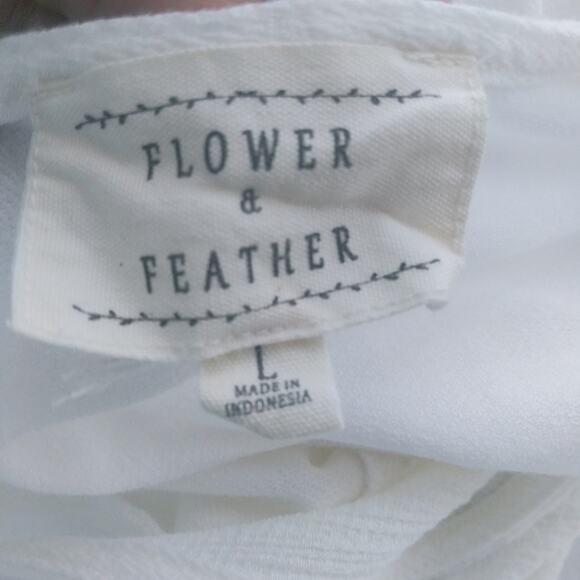 FLOWER
&
FEATHER
L
MADE IN
INDONESIA